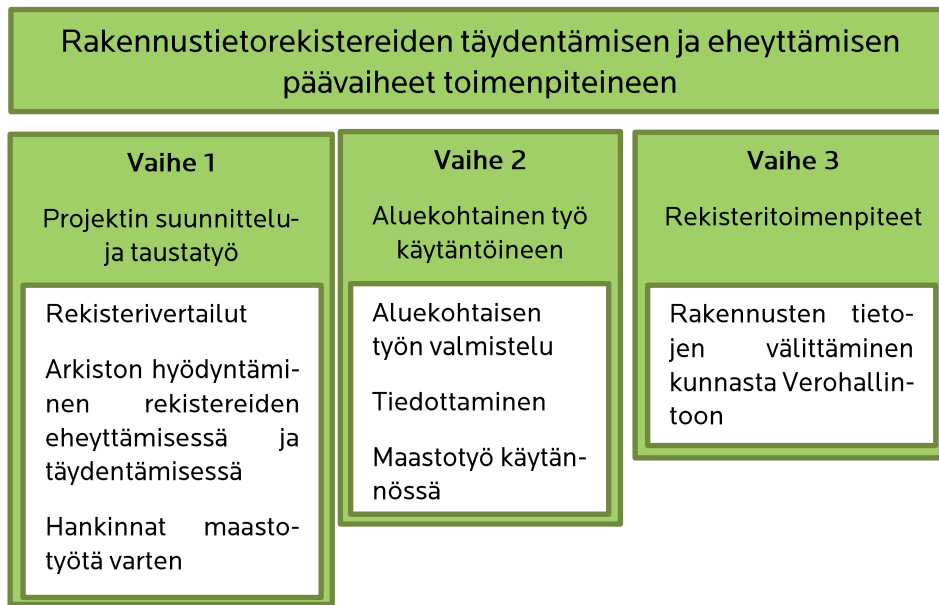 Rakennustietorekistereiden täydentämisen ja eheyttämisen
päävaiheet toimenpiteineen
Vaihe 1
Projektin suunnittelu-
ja taustatyö
Rekisterivertailut
Arkiston hyödyntämi-
nen rekistereiden
eheyttämisessä ja
täydentämisessä
Hankinnat maasto-
työtä varten
Vaihe 2
Aluekohtainen työ
käytäntöineen
Aluekohtaisen
työn valmistelu
Tiedottaminen
Maastotyö käytän-
nössä
Vaihe 3
Rekisteritoimenpiteet
Rakennusten tieto-
jen välittäminen
kunnasta Verohallin-
toon